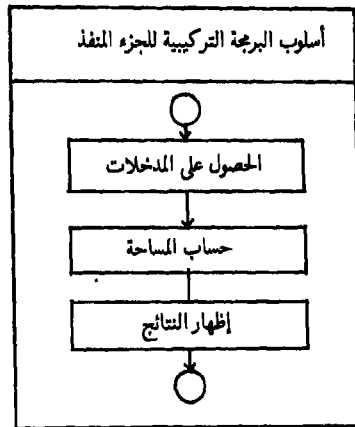 أسلوب البرمجة التركيبية للجزء المنفذ
الحصول على المدخلات
حساب المساحة
إظهار النتائج